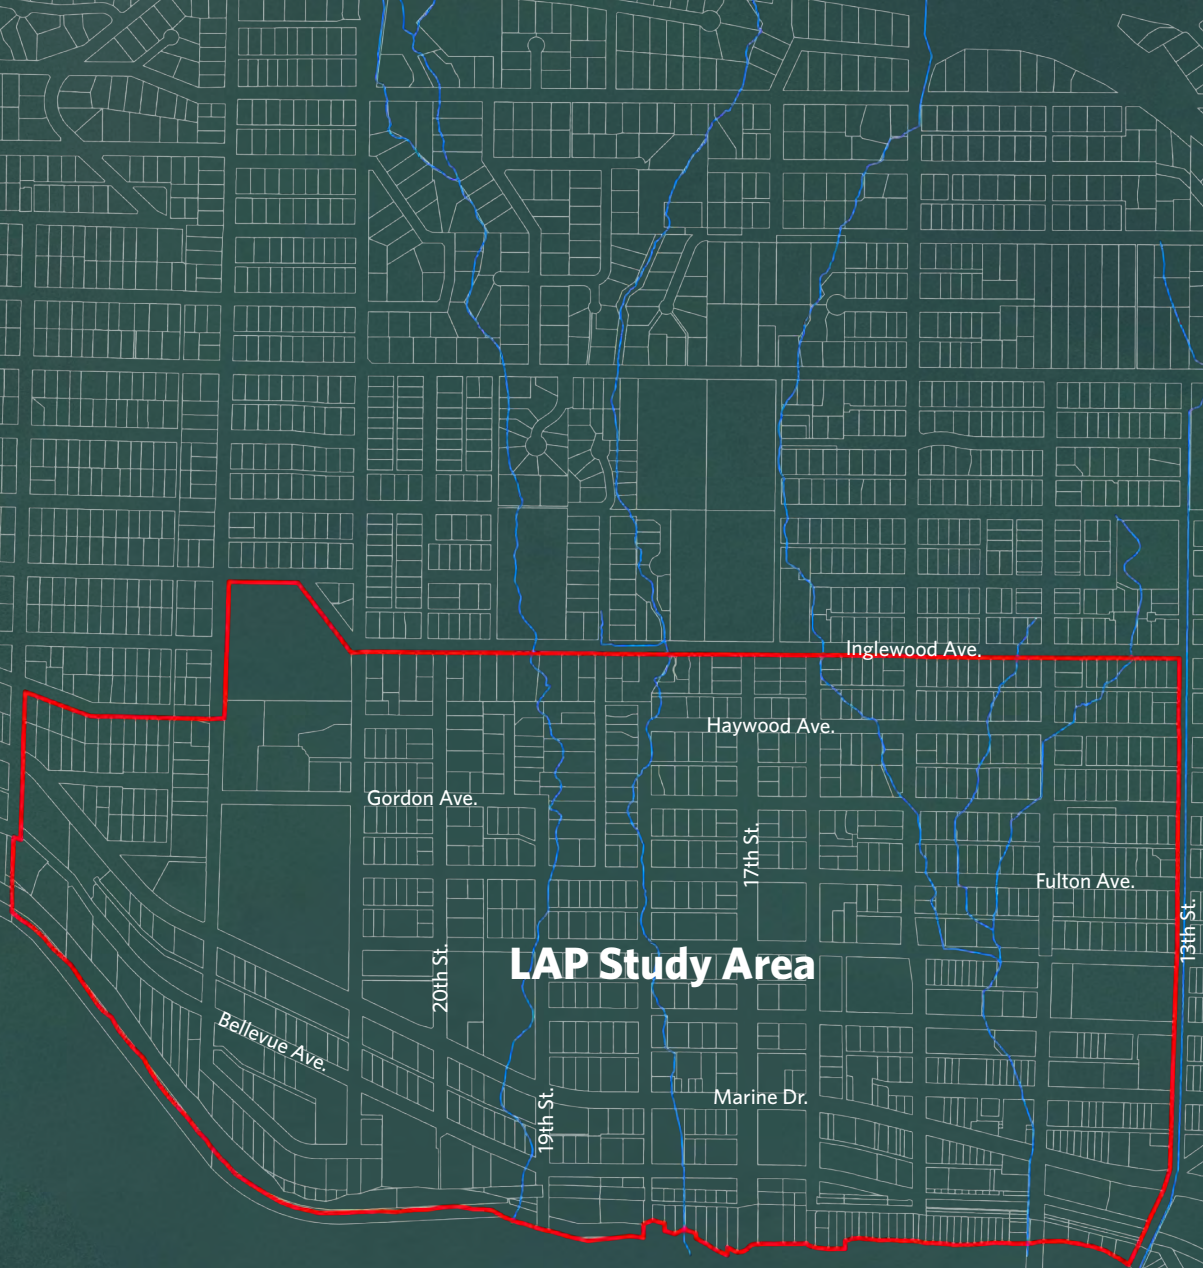 Inglewood Ave.
Haywood Ave.
Gordon Ave.
17th St.
Fulton Ave.
13th St.
LAP Study Area
20th St.
Bellevue Ave.
Marine Dr.
19th St.